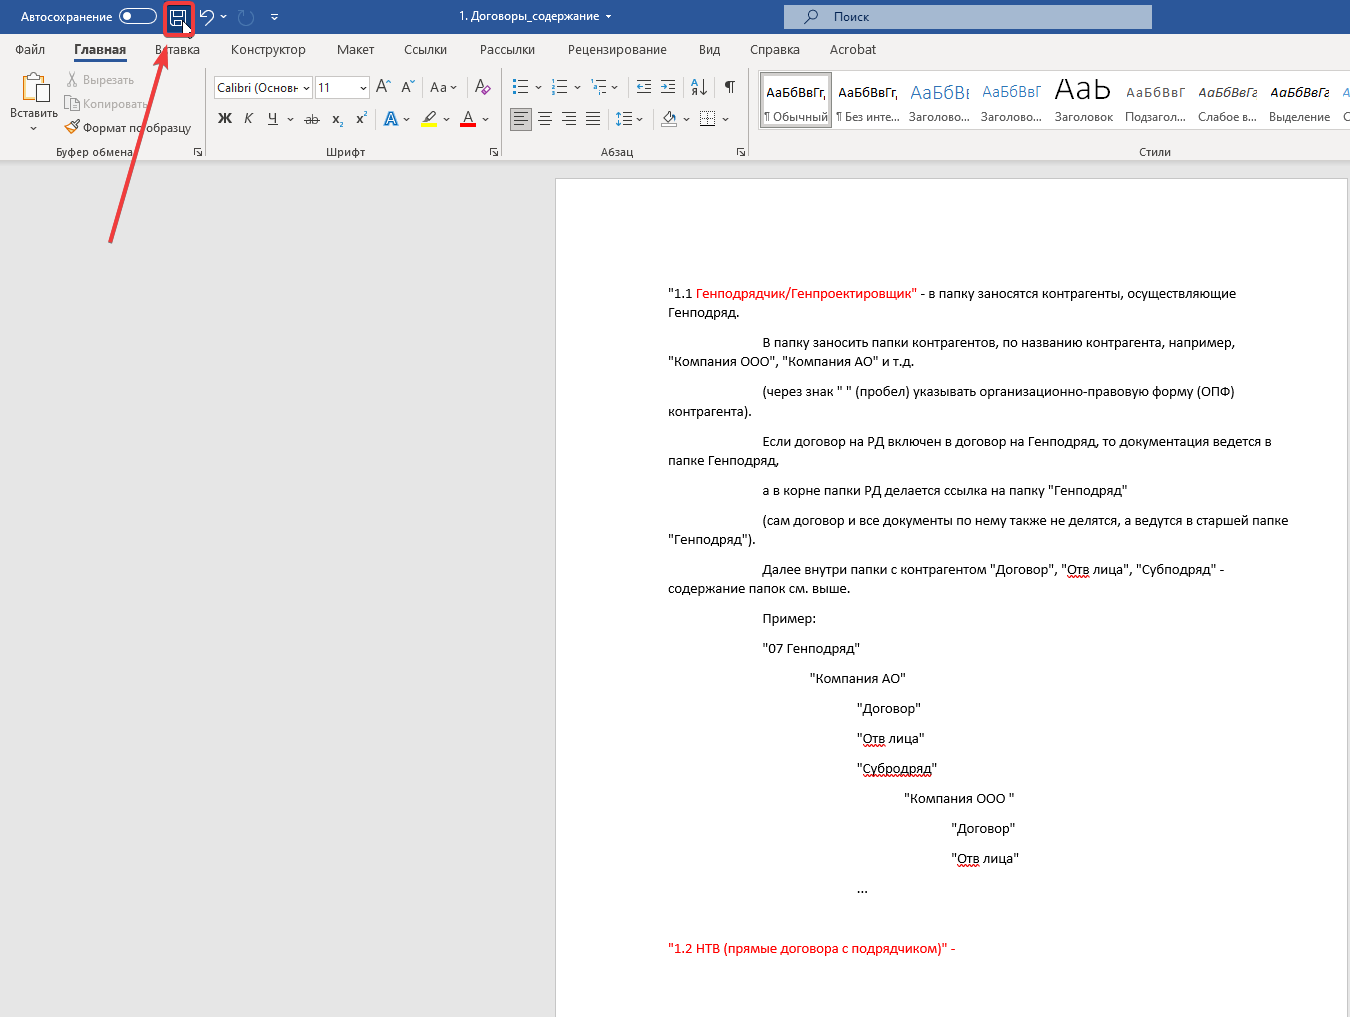 Автосохранение 1. Договоры_содержание Поиск
Файл Главная Вставка Конструктор Макет Ссылки Рассылки Рецензирование Вид Справка Acrobat
Вставить
Вырезать
Копировать
Формат по образцу
Буфер обмена
Calibri (Основн 11 Aa
Ж К Ч ab x₂ x² A A
Шрифт
Абзац
АаБбВвГг, АаБбВвГг, АаБбВв АаБбВвГ АаЬ АаБбВвГ АаБбВвГг АаБбВвГг
¶ Обычный ¶ Без инте... Заголово... Заголово... Заголовок Подзагол... Слабое в... Выделение
Стили
"1.1 Генподрядчик/Генпроектировщик" - в папку заносятся контрагенты, осуществляющие
Генподряд.
В папку заносить папки контрагентов, по названию контрагента, например,
"Компания ООО", "Компания АО" и т.д.
(через знак " " (пробел) указывать организационно-правовую форму (ОПФ)
контрагента).
Если договор на РД включен в договор на Генподряд, то документация ведется в
папке Генподряд,
а в корне папки РД делается ссылка на папку "Генподряд"
(сам договор и все документы по нему также не делятся, а ведутся в старшей папке
"Генподряд").
Далее внутри папки с контрагентом "Договор", "Отв лица", "Субподряд" -
содержание папок см. выше.
Пример:
"07 Генподряд"
"Компания АО"
"Договор"
"Отв лица"
"Субродряд"
"Компания ООО "
"Договор"
"Отв лица"
...
"1.2 НТВ (прямые договора с подрядчиком)" -